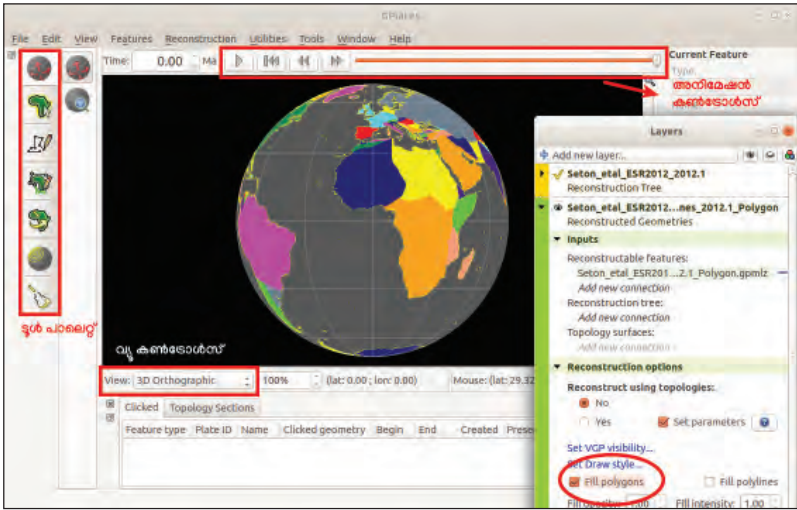 GPlates
File Edit View Features Reconstruction Utilities Tools Window Help
Time: 0.00 Ma
Current Feature
Type:
അനിമേഷൻ
കൺട്രോൾസ്
Layers
Add new layer...
Seton_etal_ESR2012_2012.1
Reconstruction Tree
Seton_etal_ESR2012...nes_2012.1_Polygon
Reconstructed Geometries
Inputs
Reconstructable features:
Seton_etal_ESR201...2.1_Polygon.gpmlz
Add new connection
Reconstruction tree:
Add new connection
Topology surfaces:
Add new connection
ടൂൾ പാലെറ്റ്
വ്യൂ കൺട്രോൾസ്
Reconstruction options
View: 3D Orthographic 100% (lat: 0.00 ; lon: 0.00) Mouse: (lat: 29.32
Reconstruct using topologies:
No
Clicked Topology Sections
Yes Set parameters
Feature type Plate ID Name Clicked geometry Begin End Created Prese
Set VGP visibility...
Set Draw style...
Fill polygons Fill polylines
Fill opacity: 1.00 Fill intensity: 1.00